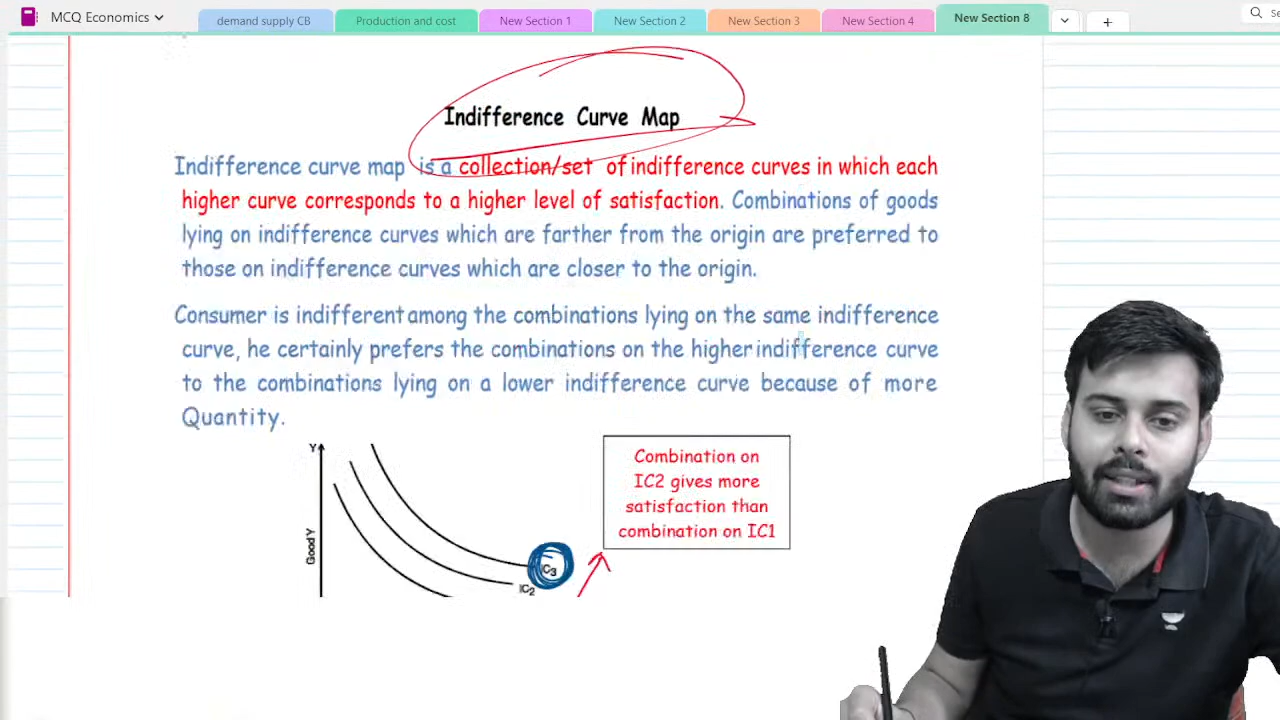 MCQ Economics
demand supply CB
Production and cost
New Section 1
New Section 2
New Section 3
New Section 4
New Section 8
Indifference Curve Map
Indifference curve map is a collection/set of indifference curves in which each
higher curve corresponds to a higher level of satisfaction. Combinations of goods
lying on indifference curves which are farther from the origin are preferred to
those on indifference curves which are closer to the origin.
Consumer is indifferent among the combinations lying on the same indifference
curve, he certainly prefers the combinations on the higher indifference curve
to the combinations lying on a lower indifference curve because of more
Quantity.
Y
Good Y
IC3
IC2
Combination on
IC2 gives more
satisfaction than
combination on IC1